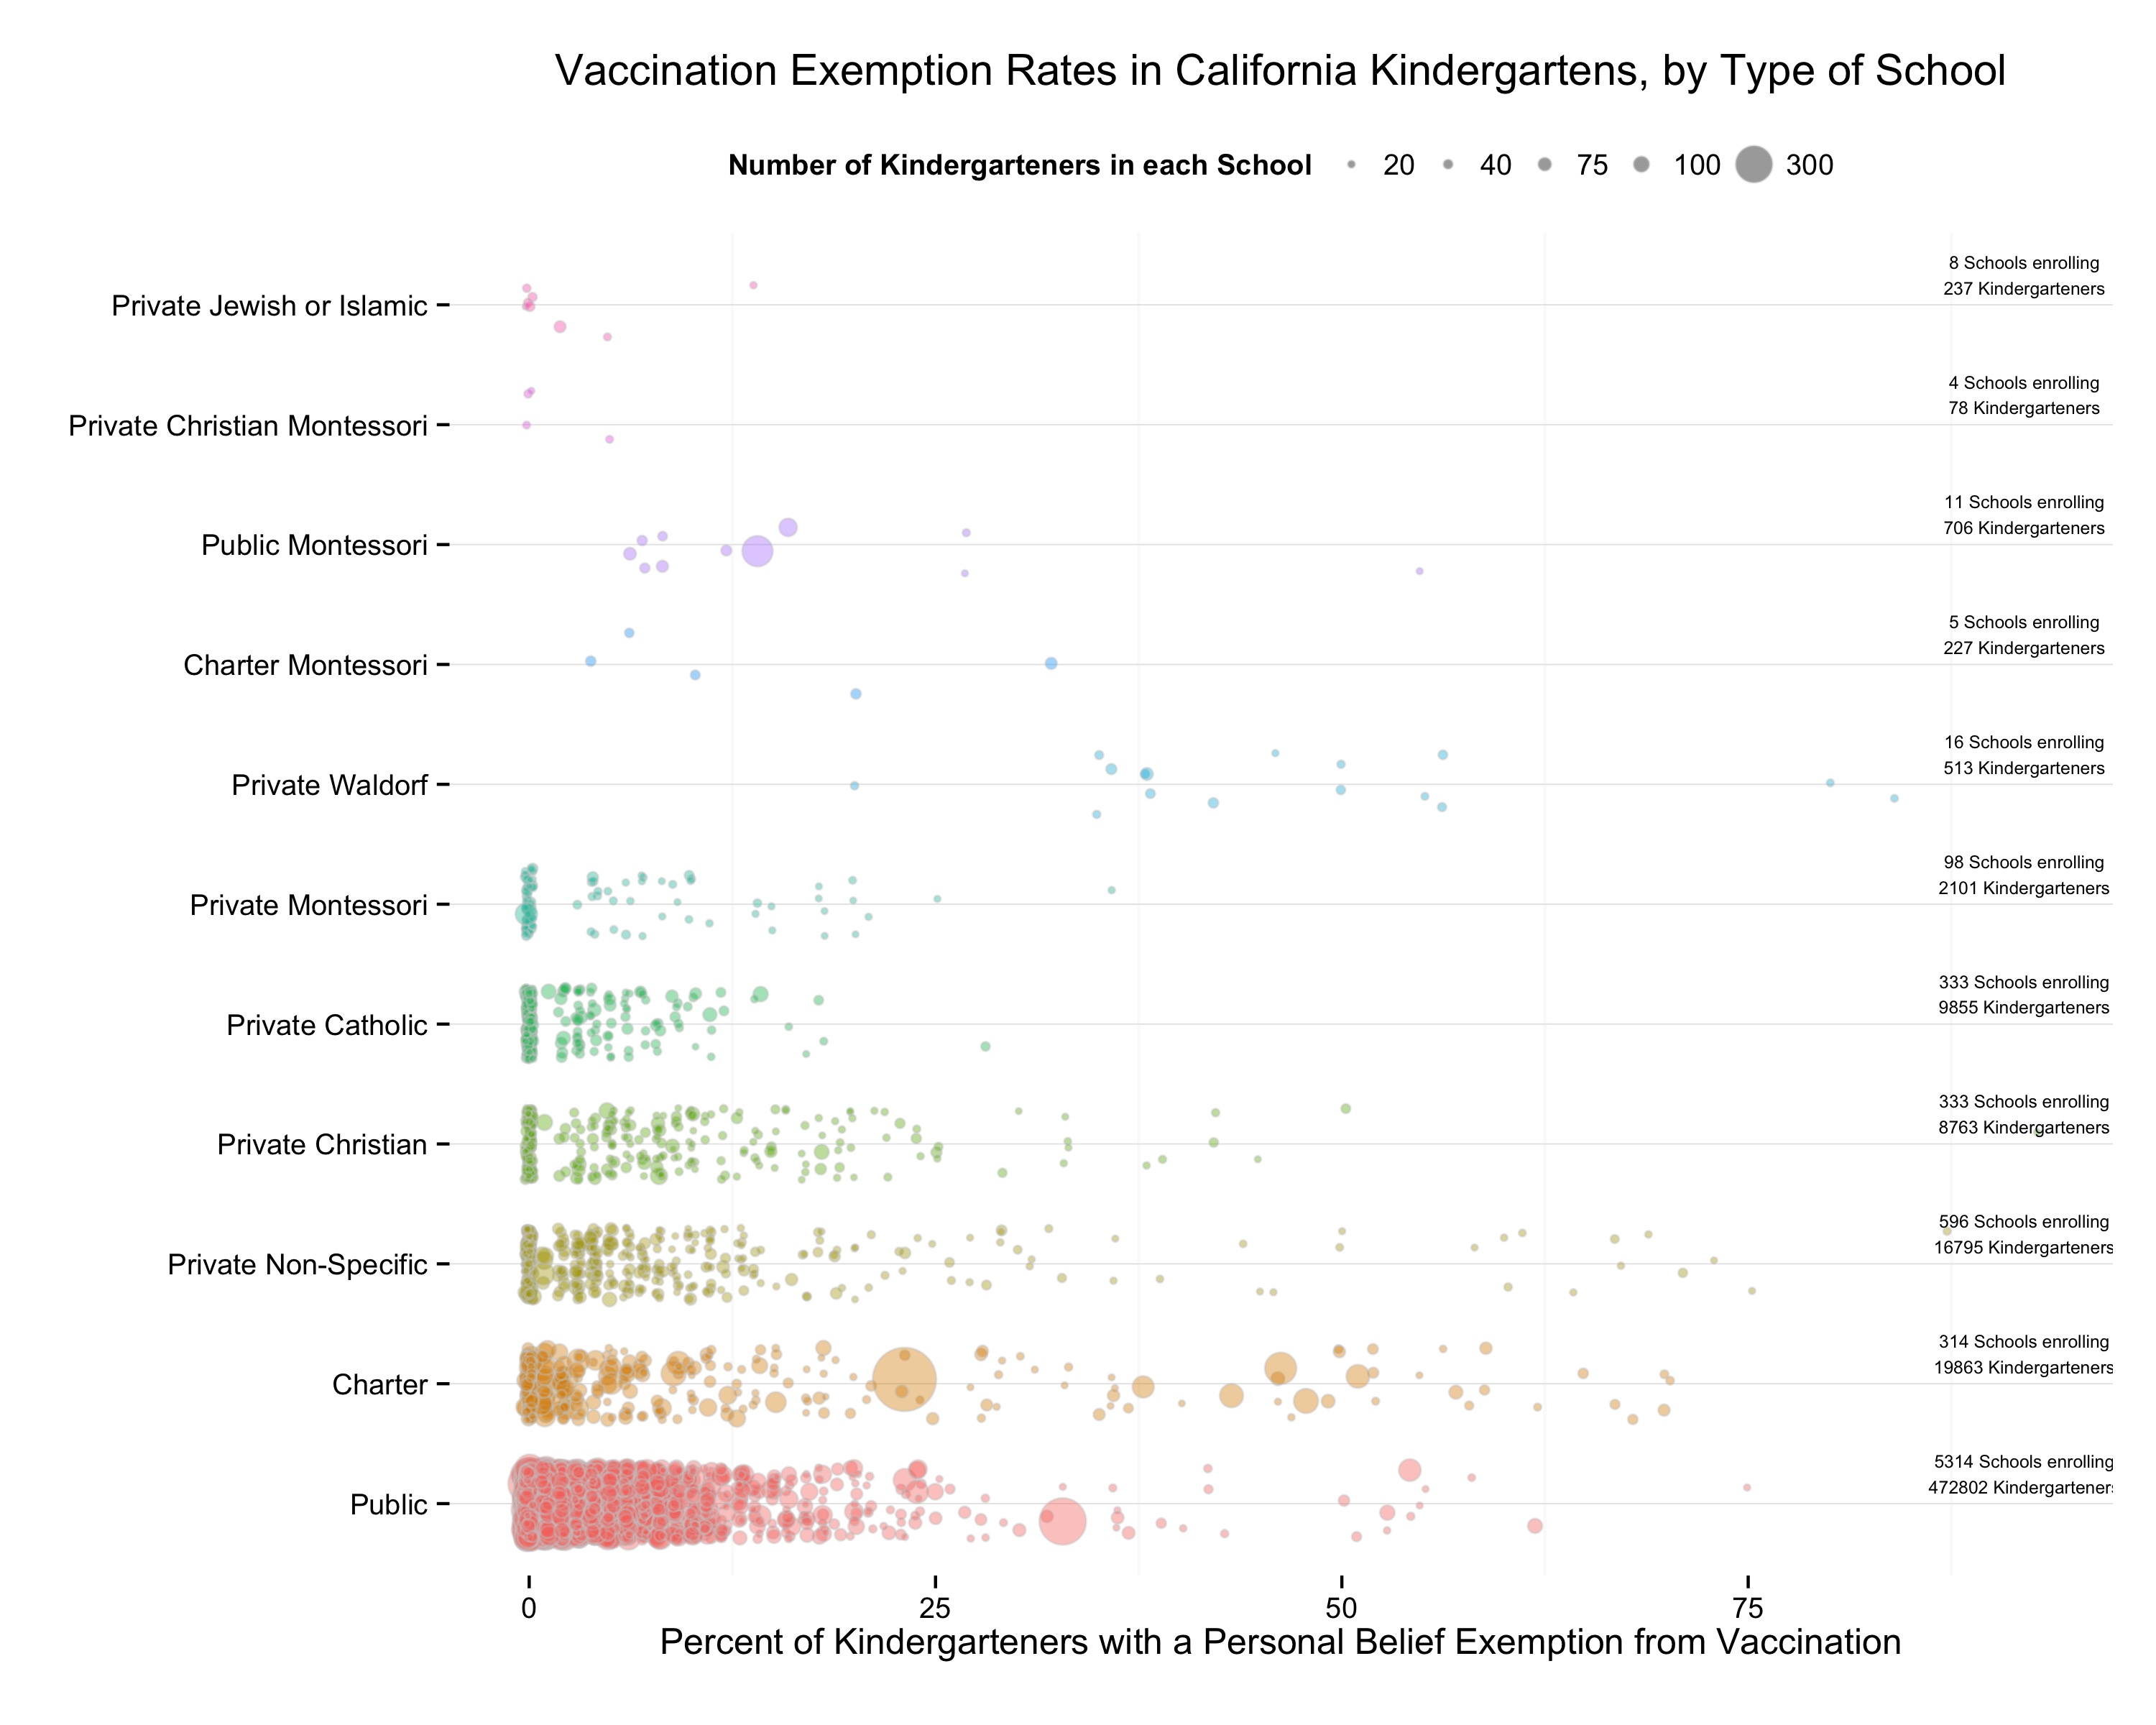 Vaccination Exemption Rates in California Kindergartens, by Type of School
Number of Kindergarteners in each School 20 40 75 100 300
Private Jewish or Islamic
8 Schools enrolling
237 Kindergarteners
Private Christian Montessori
4 Schools enrolling
78 Kindergarteners
Public Montessori
11 Schools enrolling
706 Kindergarteners
Charter Montessori
5 Schools enrolling
227 Kindergarteners
Private Waldorf
16 Schools enrolling
513 Kindergarteners
Private Montessori
98 Schools enrolling
2101 Kindergarteners
Private Catholic
333 Schools enrolling
9855 Kindergarteners
Private Christian
333 Schools enrolling
8763 Kindergarteners
Private Non-Specific
596 Schools enrolling
16795 Kindergarteners
Charter
314 Schools enrolling
19863 Kindergarteners
Public
5314 Schools enrolling
472802 Kindergarteners
0 25 50 75
Percent of Kindergarteners with a Personal Belief Exemption from Vaccination